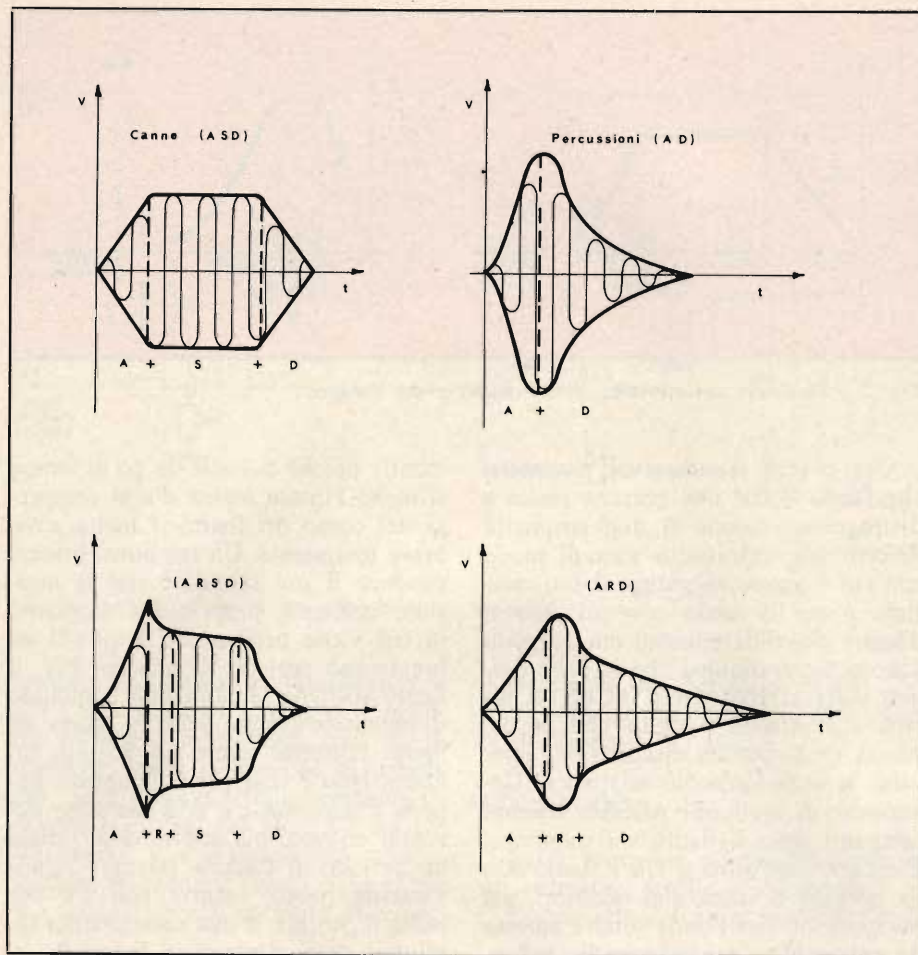 V
Canne (ASD)
t
A + S + D
V
Percussioni (AD)
t
A + D
V
(ARSD)
t
A +R+ S + D
V
(ARD)
t
A + R + D